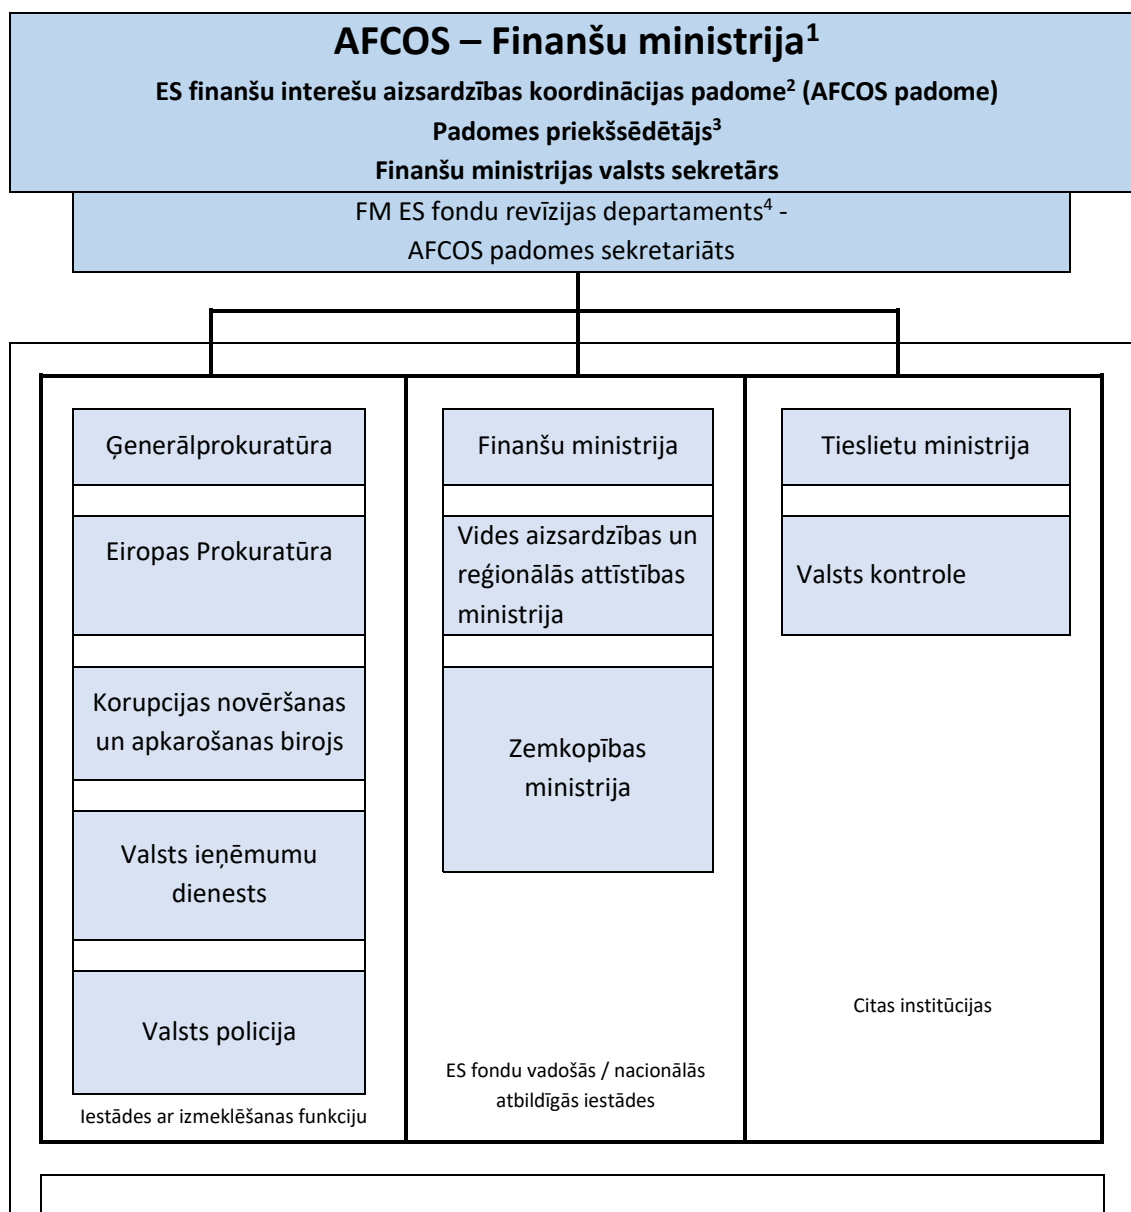 AFCOS – Finanšu ministrija¹
ES finanšu interešu aizsardzības koordinācijas padome² (AFCOS padome)
Padomes priekšsēdētājs³
Finanšu ministrijas valsts sekretārs
FM ES fondu revīzijas departaments⁴ -
AFCOS padomes sekretariāts
Ģenerālprokuratūra
Eiropas Prokuratūra
Korupcijas novēršanas
un apkarošanas birojs
Valsts ieņēmumu
dienests
Valsts policija
Iestādes ar izmeklēšanas funkciju
Finanšu ministrija
Vides aizsardzības un
reģionālās attīstības
ministrija
Zemkopības
ministrija
ES fondu vadošās / nacionālās
atbildīgās iestādes
Tieslietu ministrija
Valsts kontrole
Citas institūcijas